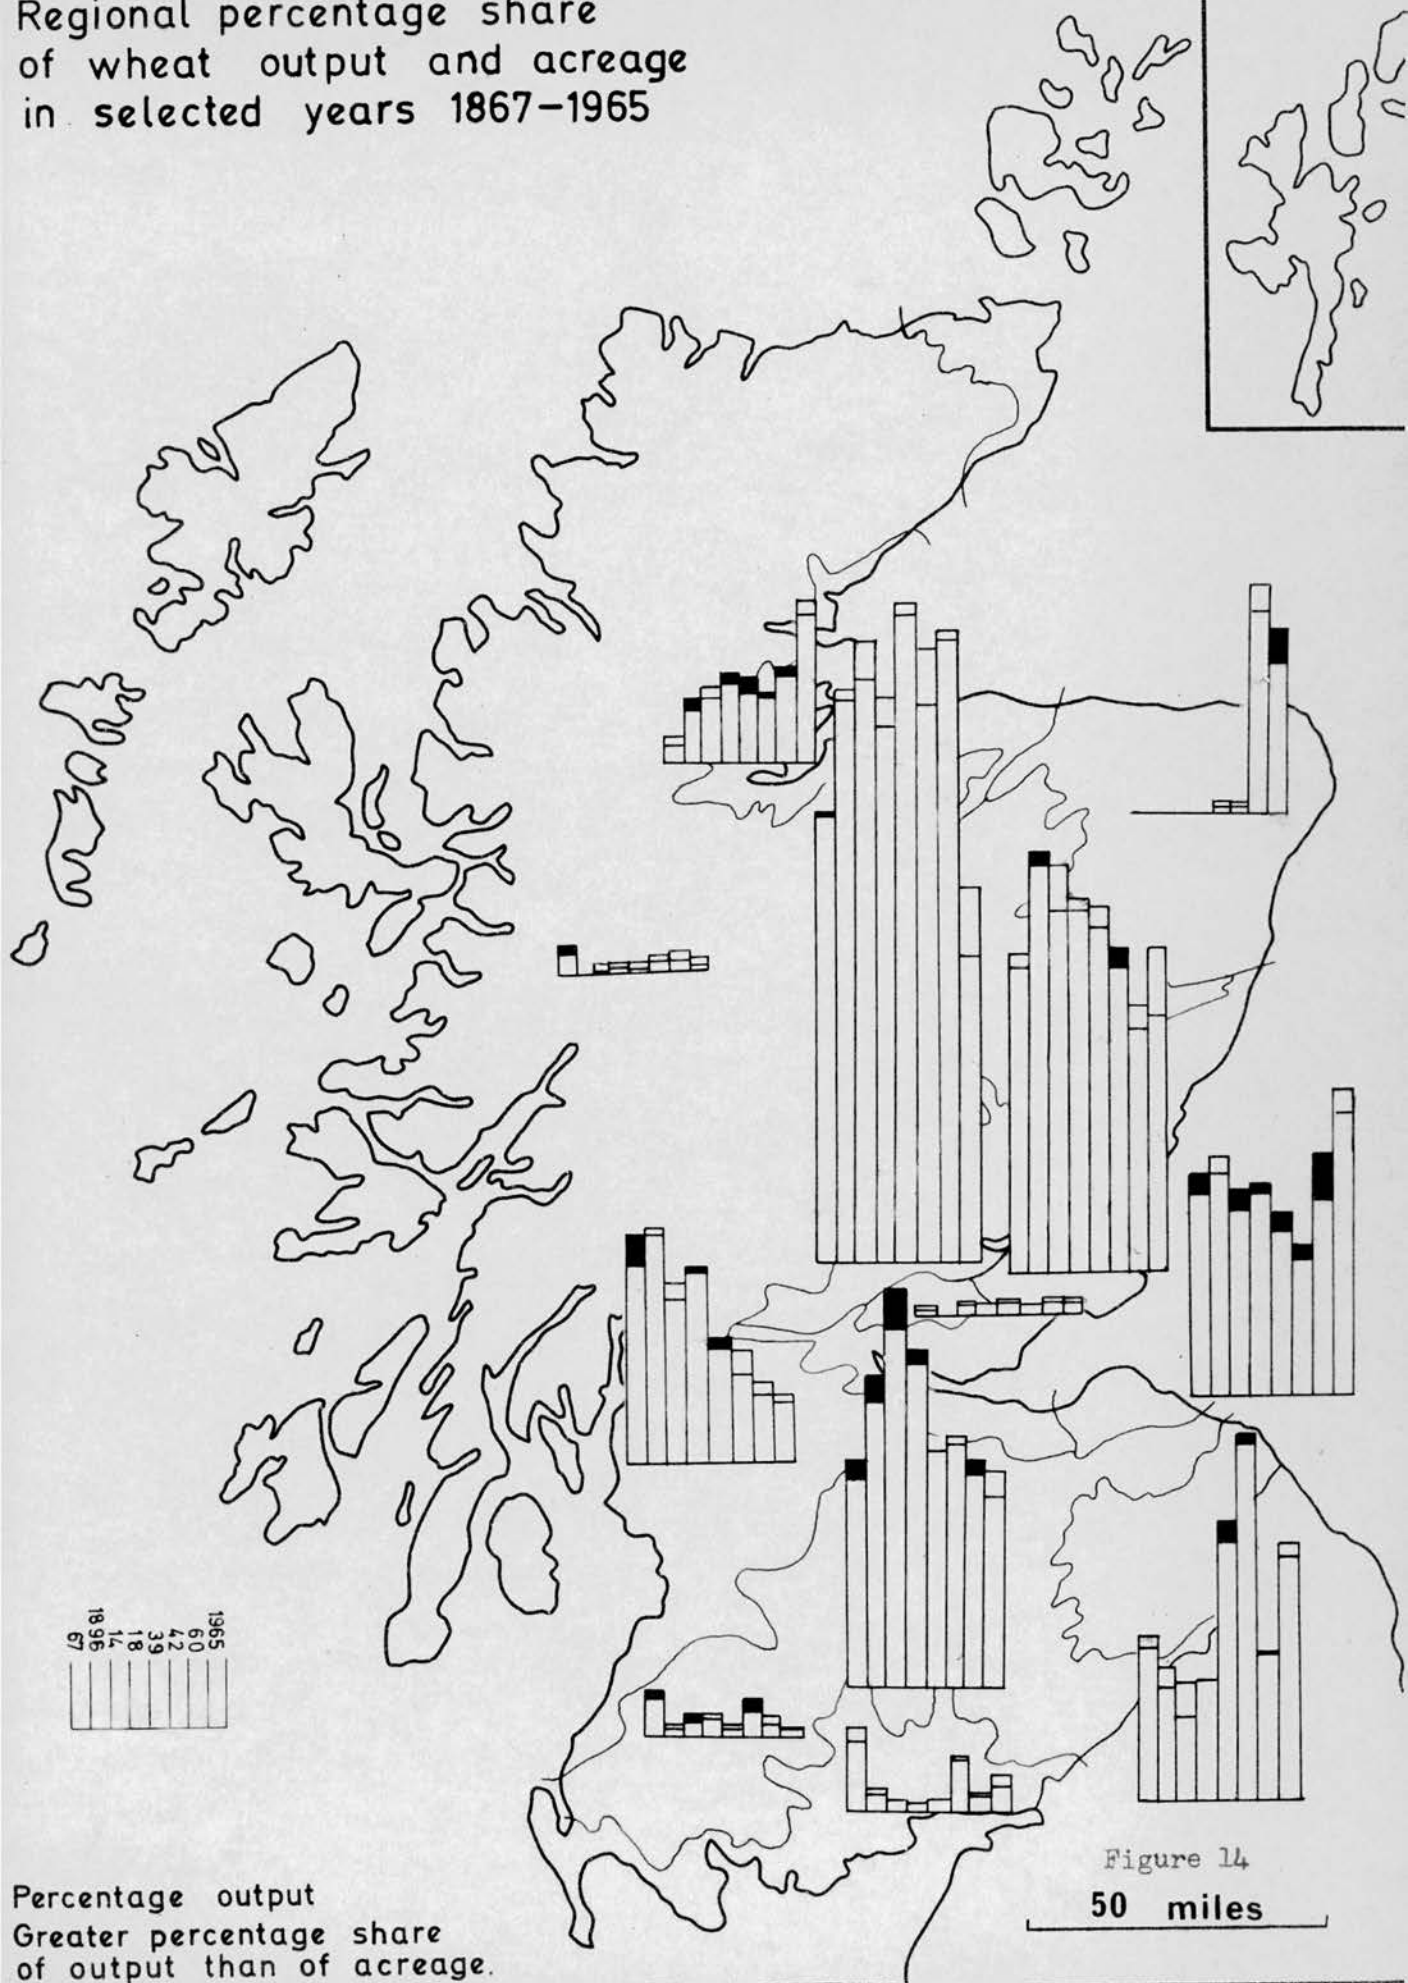 Regional percentage share
of wheat output and acreage
in selected years 1867-1965
67
1896
14
18
39
42
60
1965
Figure 14
50 miles
Percentage output
Greater percentage share
of output than of acreage.